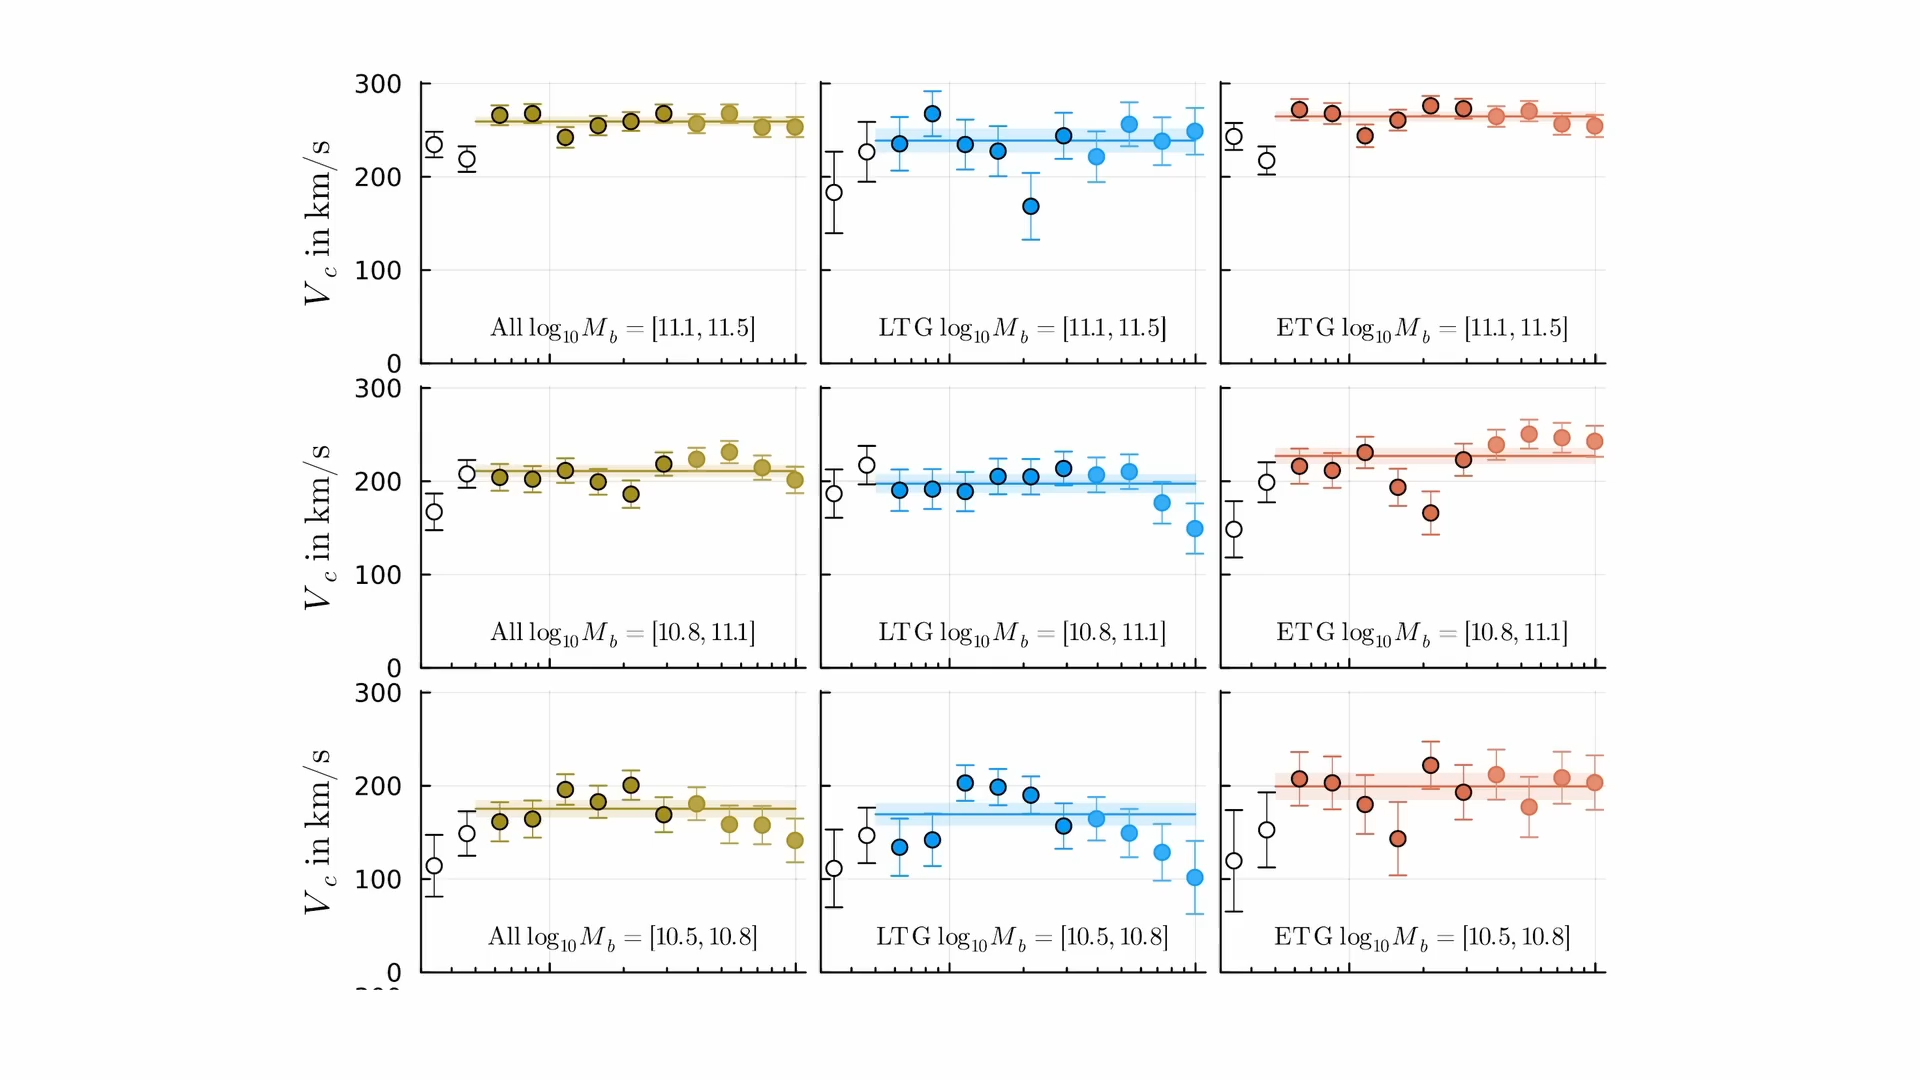 300
200
100
0
V_c in km/s
All log₁₀ M_b = [11.1, 11.5]
LTG log₁₀ M_b = [11.1, 11.5]
ETG log₁₀ M_b = [11.1, 11.5]
300
200
100
0
V_c in km/s
All log₁₀ M_b = [10.8, 11.1]
LTG log₁₀ M_b = [10.8, 11.1]
ETG log₁₀ M_b = [10.8, 11.1]
300
200
100
0
V_c in km/s
All log₁₀ M_b = [10.5, 10.8]
LTG log₁₀ M_b = [10.5, 10.8]
ETG log₁₀ M_b = [10.5, 10.8]